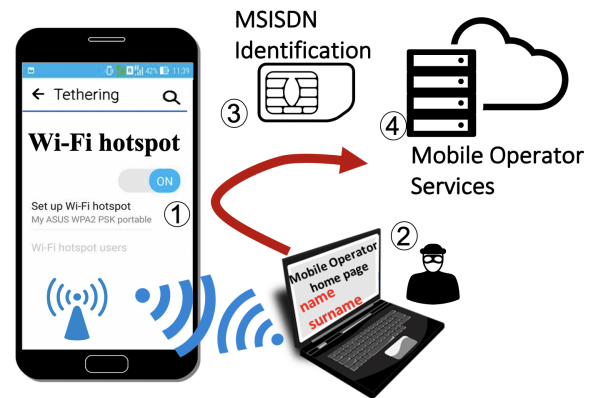 MSISDN
Identification
③
④
Mobile Operator
Services
42% 11:39
Tethering
Wi-Fi hotspot
ON
Set up Wi-Fi hotspot
My ASUS WPA2 PSK portable
①
Wi-Fi hotspot users
②
Mobile Operator
home page
name
surname